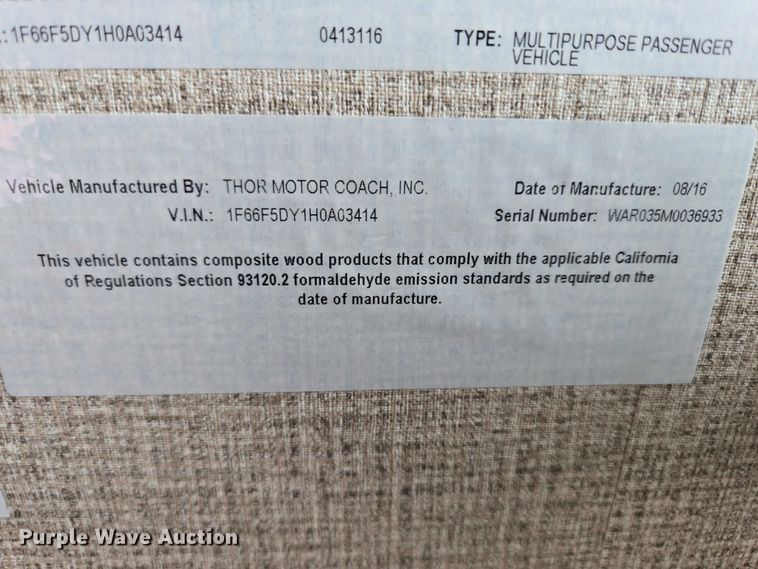 .: 1F66F5DY1H0A03414 0413116 TYPE: MULTIPURPOSE PASSENGER
VEHICLE
Vehicle Manufactured By: THOR MOTOR COACH, INC. Date of Manufacture: 08/16
V.I.N.: 1F66F5DY1H0A03414 Serial Number: WAR035M0036933
This vehicle contains composite wood products that comply with the applicable California
of Regulations Section 93120.2 formaldehyde emission standards as required on the
date of manufacture.
Purple Wave Auction